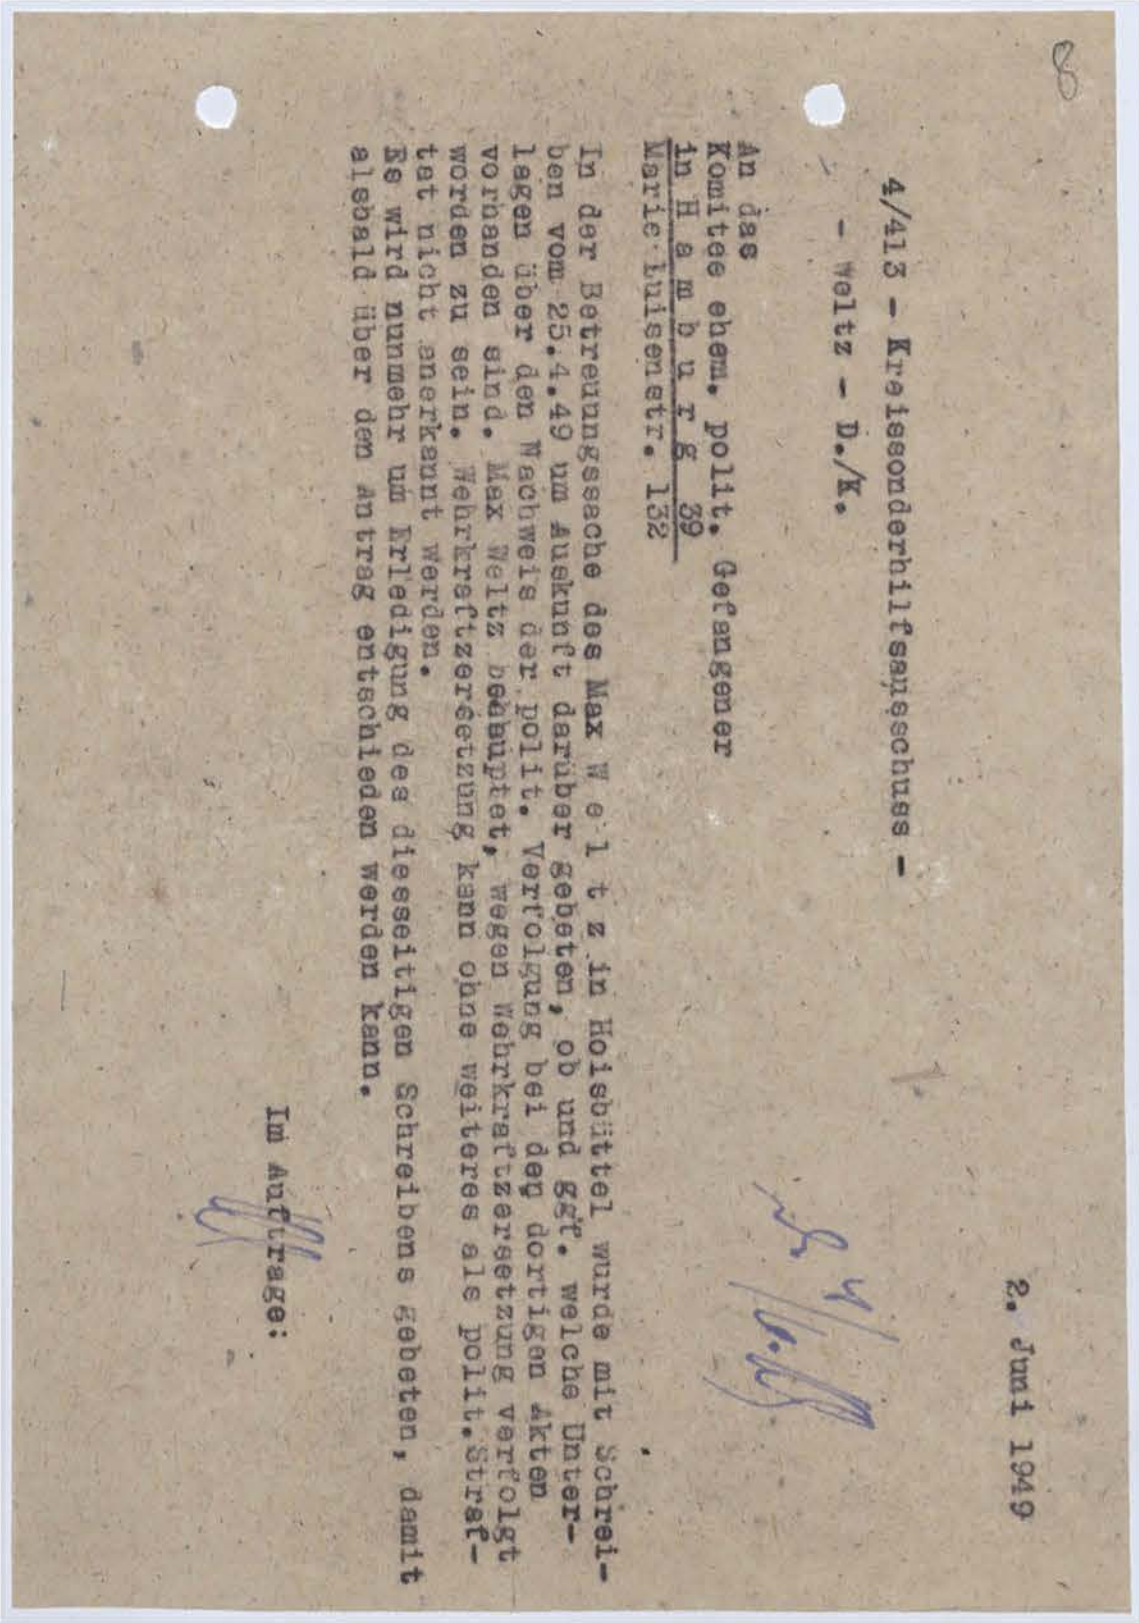 80
2. Juni 1949
4/413 - Kreissonderhilfsausschuss -
- Weltz - D./K.
An das
Komitee ehem. polit. Gefangener
in H a m b u r g 39
Marie-Luisenstr. 132
In der Betreuungssache des Max W e l t z in Hoisbüttel wurde mit Schrei-
ben vom 25.4.49 um Auskunft darüber gebeten, ob und ggf. welche Unter-
lagen über den Nachweis der polit. Verfolgung bei den dortigen Akten
vorhanden sind. Max Weltz behauptet, wegen Wehrkraftzersetzung verfolgt
worden zu sein. Wehrkraftzersetzung kann ohne weiteres als polit.Straf-
tat nicht anerkannt werden.
Es wird nunmehr um Erledigung des diesseitigen Schreibens gebeten, damit
alsbald über den Antrag entschieden werden kann.
Im Auftrage: